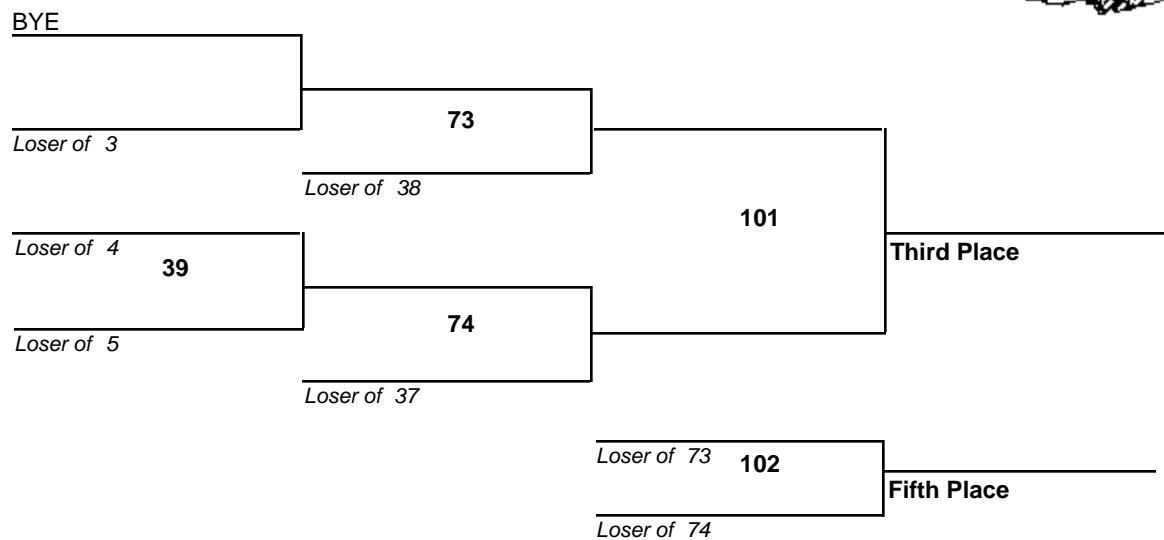 BYE
73
Loser of 3
Loser of 38
101
Loser of 4
39
Third Place
74
Loser of 5
Loser of 37
Loser of 73
102
Fifth Place
Loser of 74